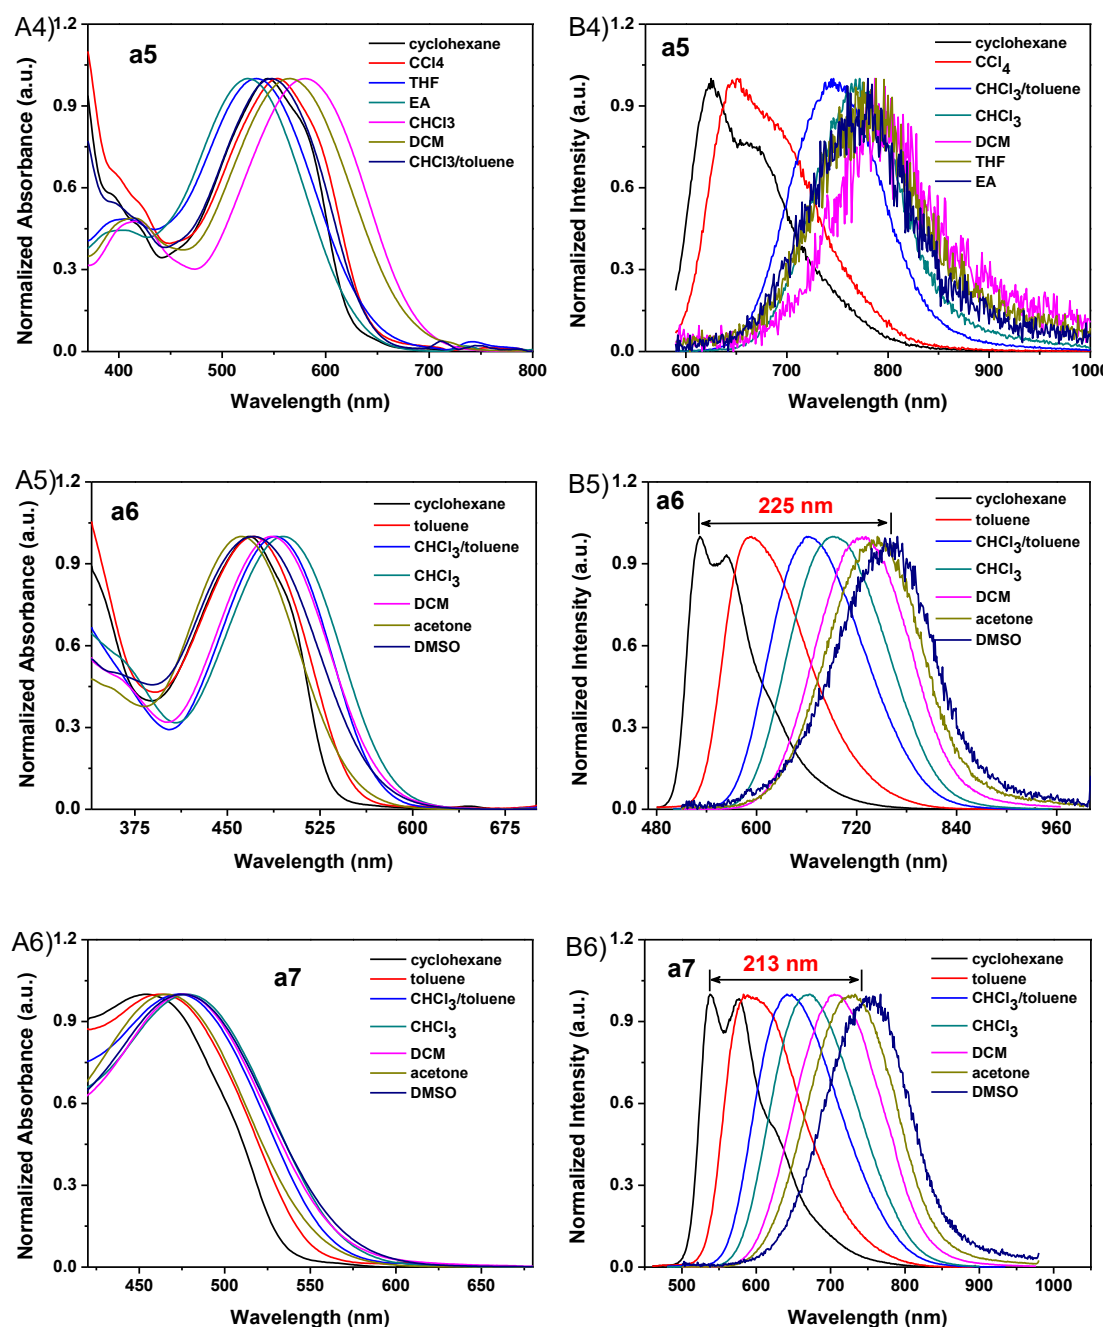 A4)
a5
cyclohexane
CCl4
THF
EA
CHCl3
DCM
CHCl3/toluene
Normalized Absorbance (a.u.)
1.2
0.9
0.6
0.3
0.0
400 500 600 700 800
Wavelength (nm)
B4)
a5
cyclohexane
CCl₄
CHCl₃/toluene
CHCl₃
DCM
THF
EA
Normalized Intensity (a.u.)
1.2
0.9
0.6
0.3
0.0
600 700 800 900 1000
Wavelength (nm)
A5)
a6
cyclohexane
toluene
CHCl₃/toluene
CHCl₃
DCM
acetone
DMSO
Normalized Absorbance (a.u.)
1.2
0.9
0.6
0.3
0.0
375 450 525 600 675
Wavelength (nm)
B5)
a6
225 nm
cyclohexane
toluene
CHCl₃/toluene
CHCl₃
DCM
acetone
DMSO
Normalized Intensity (a.u.)
1.2
0.9
0.6
0.3
0.0
480 600 720 840 960
Wavelength (nm)
A6)
a7
cyclohexane
toluene
CHCl₃/toluene
CHCl₃
DCM
acetone
DMSO
Normalized Absorbance (a.u.)
1.2
0.9
0.6
0.3
0.0
450 500 550 600 650
Wavelength (nm)
B6)
a7
213 nm
cyclohexane
toluene
CHCl₃/toluene
CHCl₃
DCM
acetone
DMSO
Normalized Intensity (a.u.)
1.2
0.9
0.6
0.3
0.0
500 600 700 800 900 1000
Wavelength (nm)